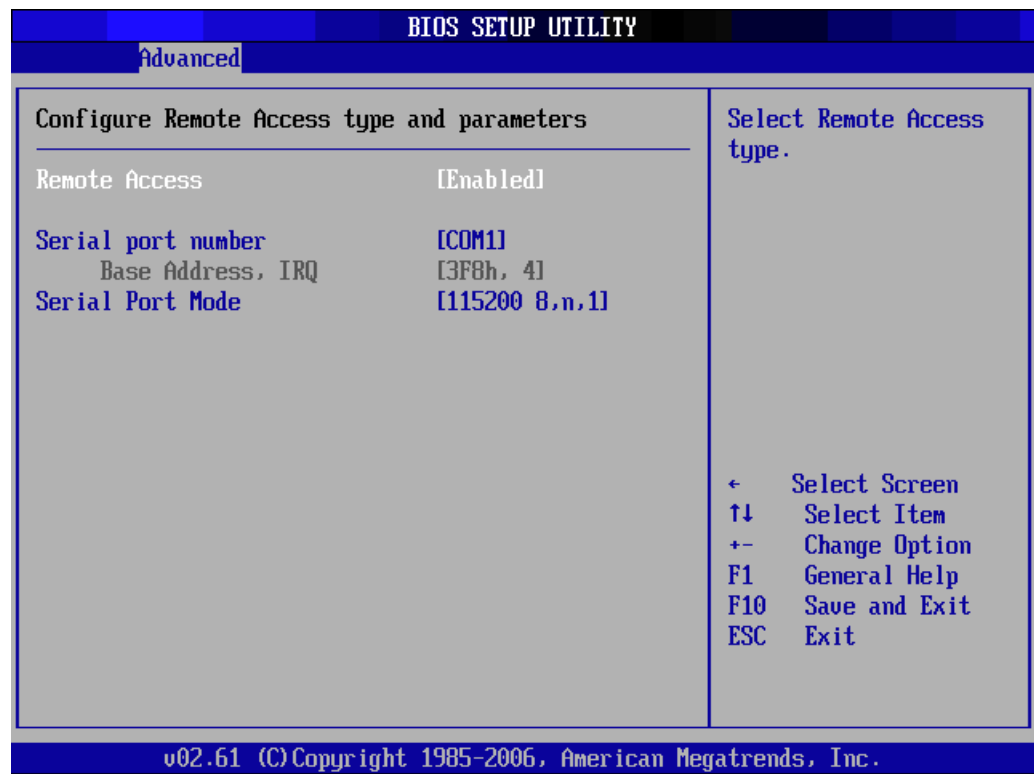 BIOS SETUP UTILITY
Advanced
Configure Remote Access type and parameters
Remote Access [Enabled]
Serial port number [COM1]
Base Address, IRQ [3F8h, 4]
Serial Port Mode [115200 8,n,1]
Select Remote Access
type.
← Select Screen
↑↓ Select Item
+- Change Option
F1 General Help
F10 Save and Exit
ESC Exit
v02.61 (C)Copyright 1985-2006, American Megatrends, Inc.